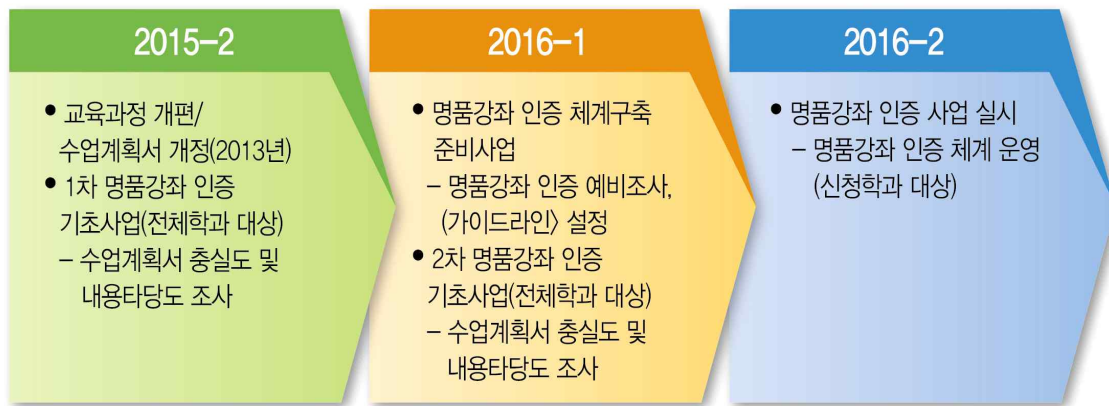 2015-2
• 교육과정 개편/
수업계획서 개정(2013년)
• 1차 명품강좌 인증
기초사업(전체학과 대상)
- 수업계획서 충실도 및
내용타당도 조사
2016-1
• 명품강좌 인증 체계구축
준비사업
- 명품강좌 인증 예비조사,
(가이드라인〉 설정
• 2차 명품강좌 인증
기초사업(전체학과 대상)
- 수업계획서 충실도 및
내용타당도 조사
2016-2
• 명품강좌 인증 사업 실시
- 명품강좌 인증 체계 운영
(신청학과 대상)